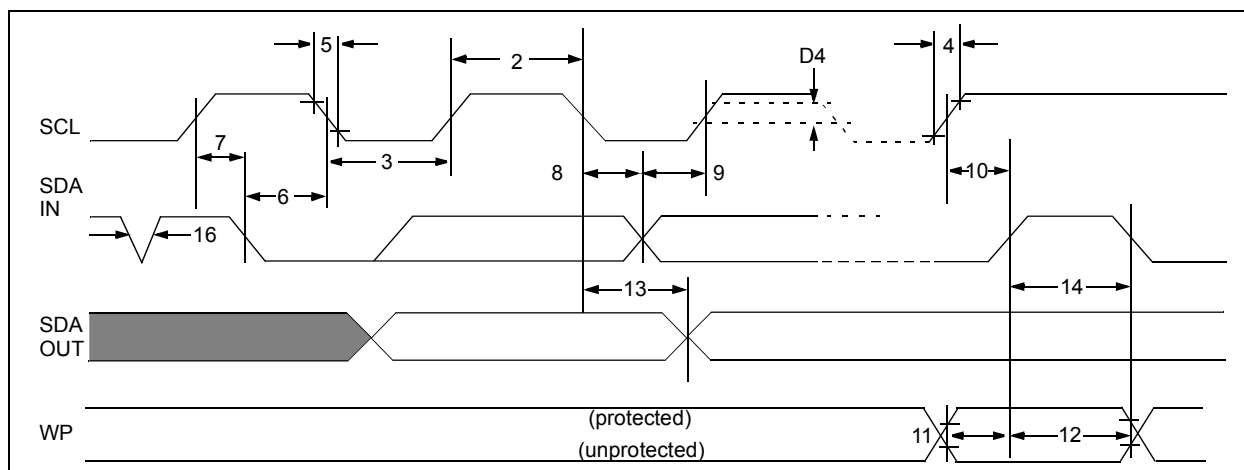 5
2
D4
4
SCL
7
3
8
9
10
SDA
IN
6
16
13
14
SDA
OUT
WP
(protected)
(unprotected)
11
12